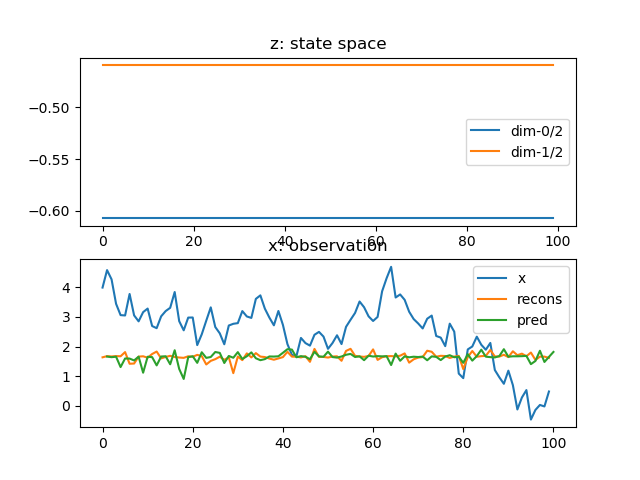 z: state space
−0.50
−0.55
−0.60
dim-0/2
dim-1/2
0 20 40 60 80 100
x: observation
4
3
2
1
0
x
recons
pred
0 20 40 60 80 100